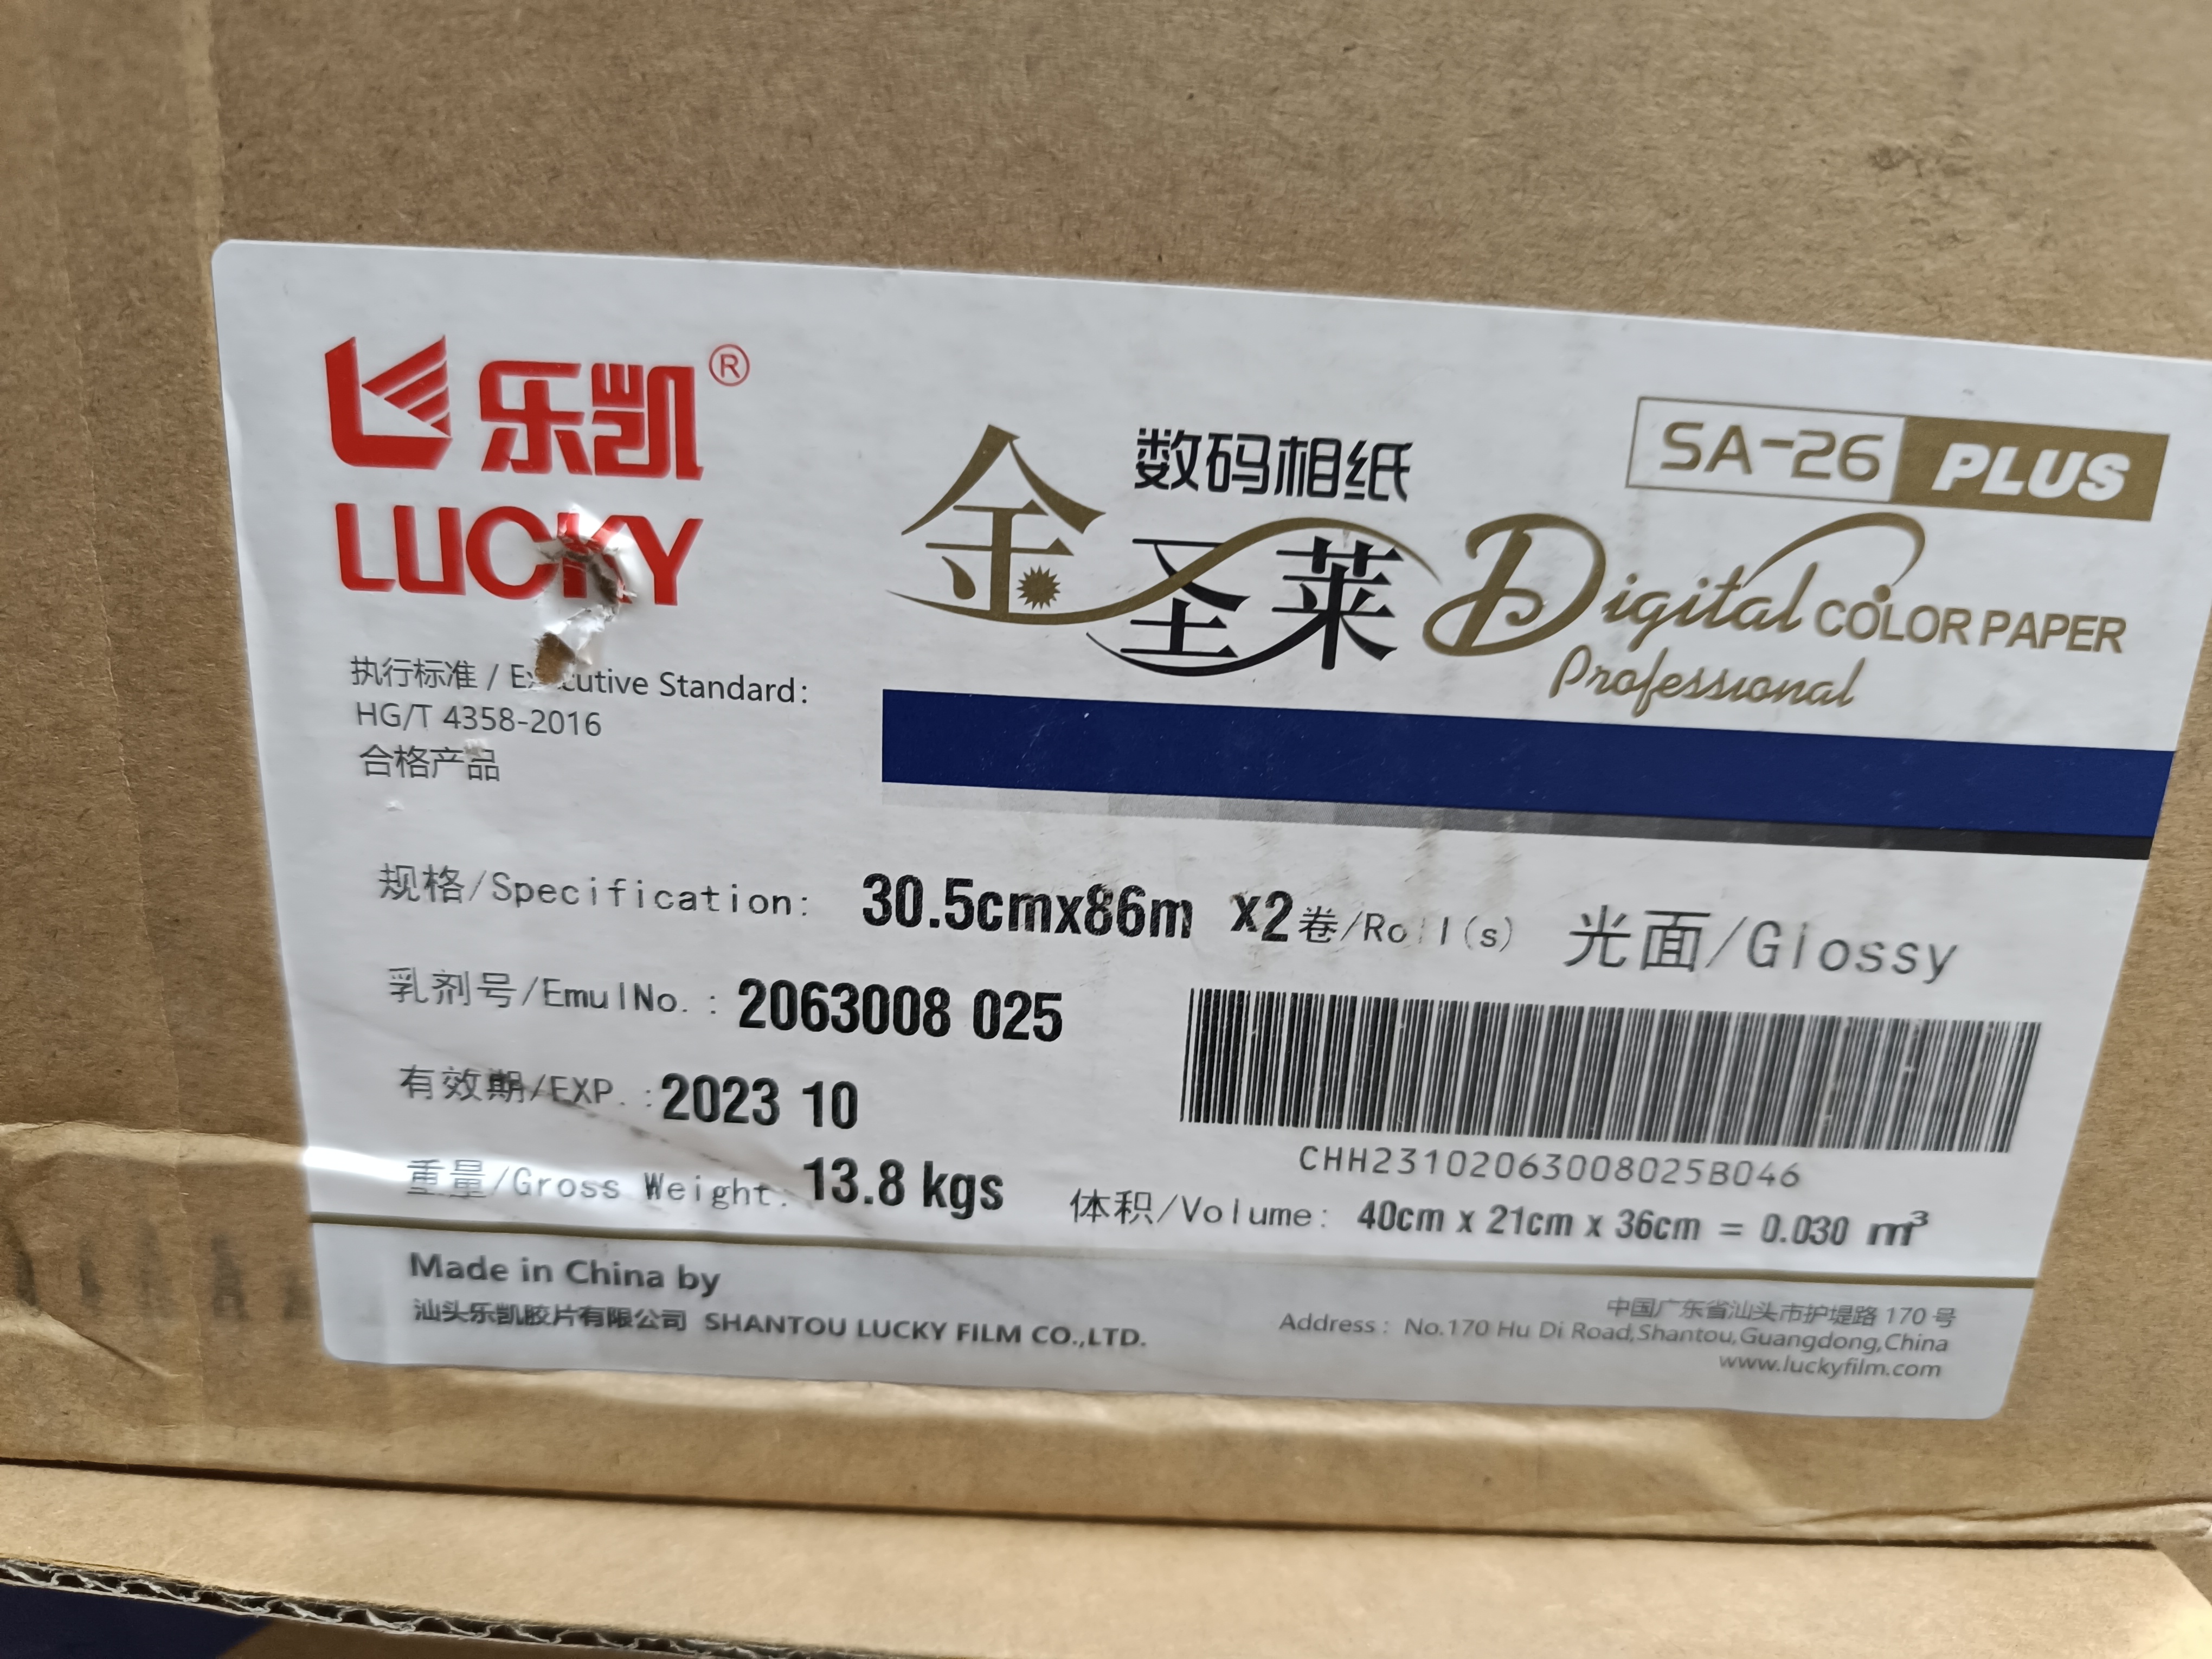 乐凯®
LUCKY
数码相纸
金圣莱
Digital COLOR PAPER
Professional
SA-26 PLUS
执行标准 / Executive Standard:
HG/T 4358-2016
合格产品
规格/Specification: 30.5cmx86m x2卷/Roll(s) 光面/Glossy
乳剂号/EmulNo.: 2063008 025
有效期/EXP.: 2023 10
CHH23102063008025B046
重量/Gross Weight: 13.8 kgs
体积/Volume: 40cm x 21cm x 36cm = 0.030 m³
Made in China by
汕头乐凯胶片有限公司 SHANTOU LUCKY FILM CO.,LTD.
中国广东省汕头市护堤路 170 号
Address: No.170 Hu Di Road,Shantou,Guangdong,China
www.luckyfilm.com